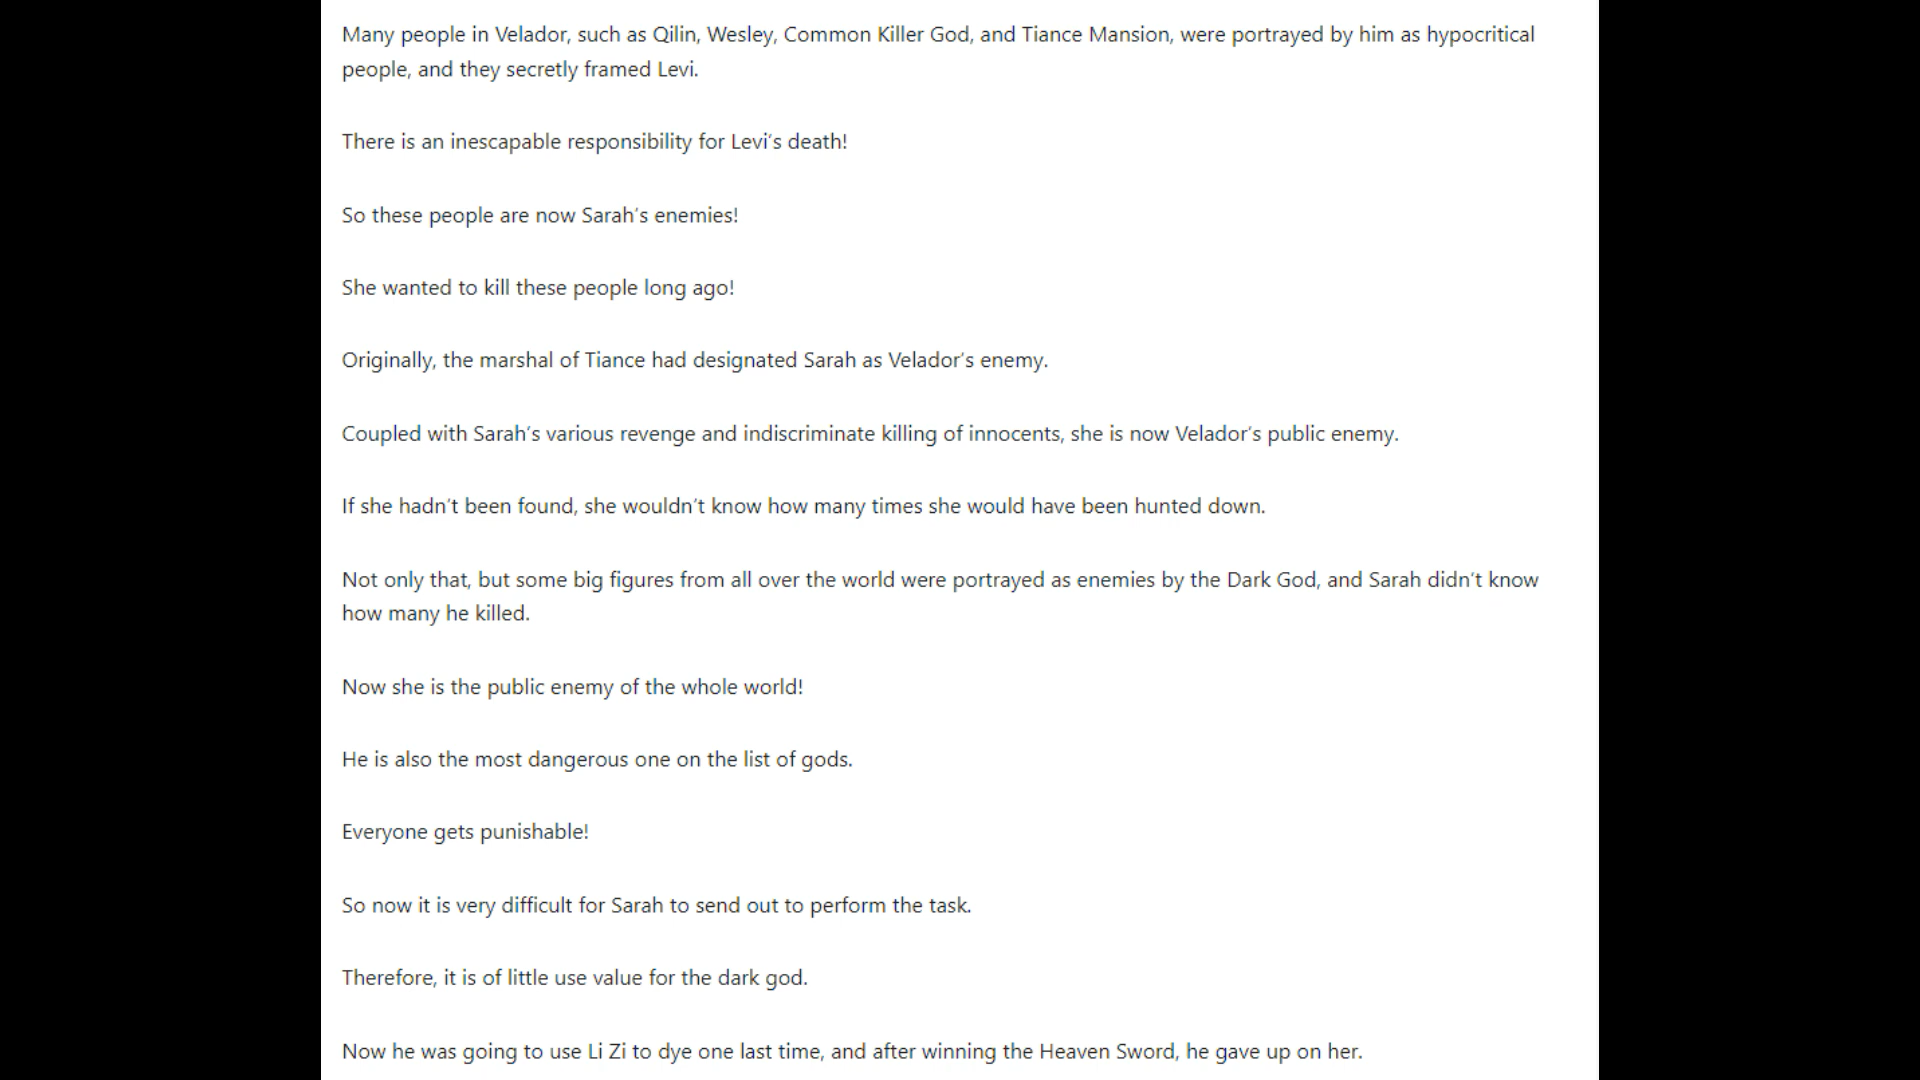 Many people in Velador, such as Qilin, Wesley, Common Killer God, and Tiance Mansion, were portrayed by him as hypocritical
people, and they secretly framed Levi.
There is an inescapable responsibility for Levi's death!
So these people are now Sarah's enemies!
She wanted to kill these people long ago!
Originally, the marshal of Tiance had designated Sarah as Velador's enemy.
Coupled with Sarah's various revenge and indiscriminate killing of innocents, she is now Velador's public enemy.
If she hadn't been found, she wouldn't know how many times she would have been hunted down.
Not only that, but some big figures from all over the world were portrayed as enemies by the Dark God, and Sarah didn't know
how many he killed.
Now she is the public enemy of the whole world!
He is also the most dangerous one on the list of gods.
Everyone gets punishable!
So now it is very difficult for Sarah to send out to perform the task.
Therefore, it is of little use value for the dark god.
Now he was going to use Li Zi to dye one last time, and after winning the Heaven Sword, he gave up on her.